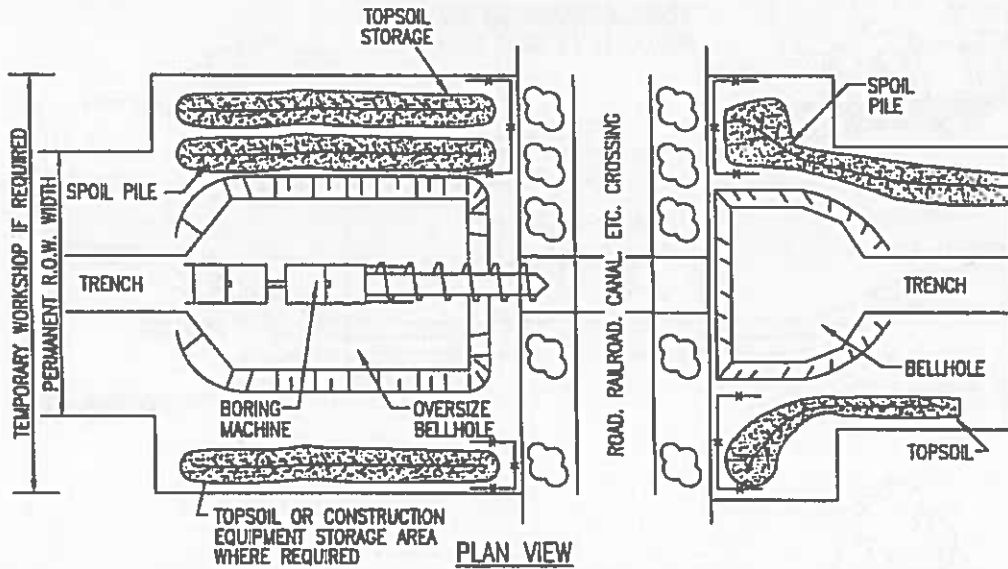 TOPSOIL
STORAGE
SPOIL
PILE
TEMPORARY WORKSHOP IF REQUIRED
PERMANENT R.O.W. WIDTH
SPOIL PILE
ROAD. RAILROAD. CANAL ETC. CROSSING
TRENCH
TRENCH
BORING
MACHINE
OVERSIZE
BELLHOLE
BELLHOLE
TOPSOIL
TOPSOIL OR CONSTRUCTION
EQUIPMENT STORAGE AREA
WHERE REQUIRED
PLAN VIEW